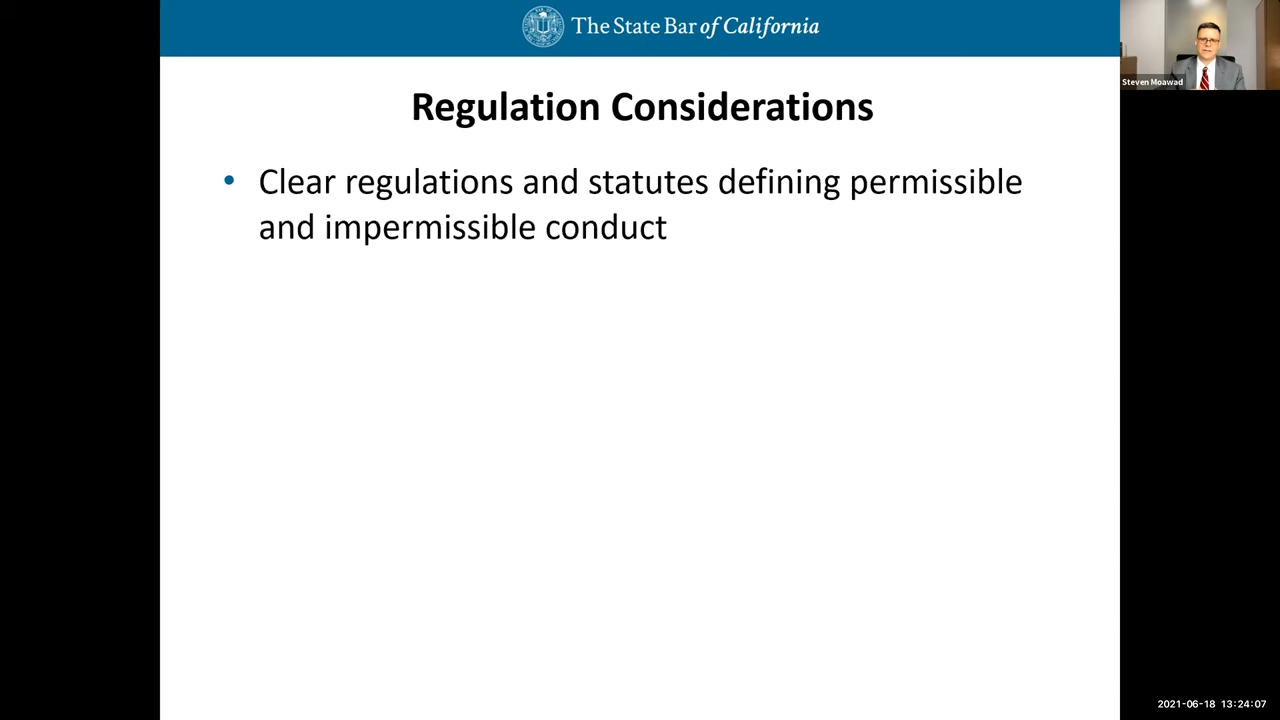 The State Bar of California
Steven Moawad
Regulation Considerations
• Clear regulations and statutes defining permissible
and impermissible conduct
2021-06-18 13:24:07